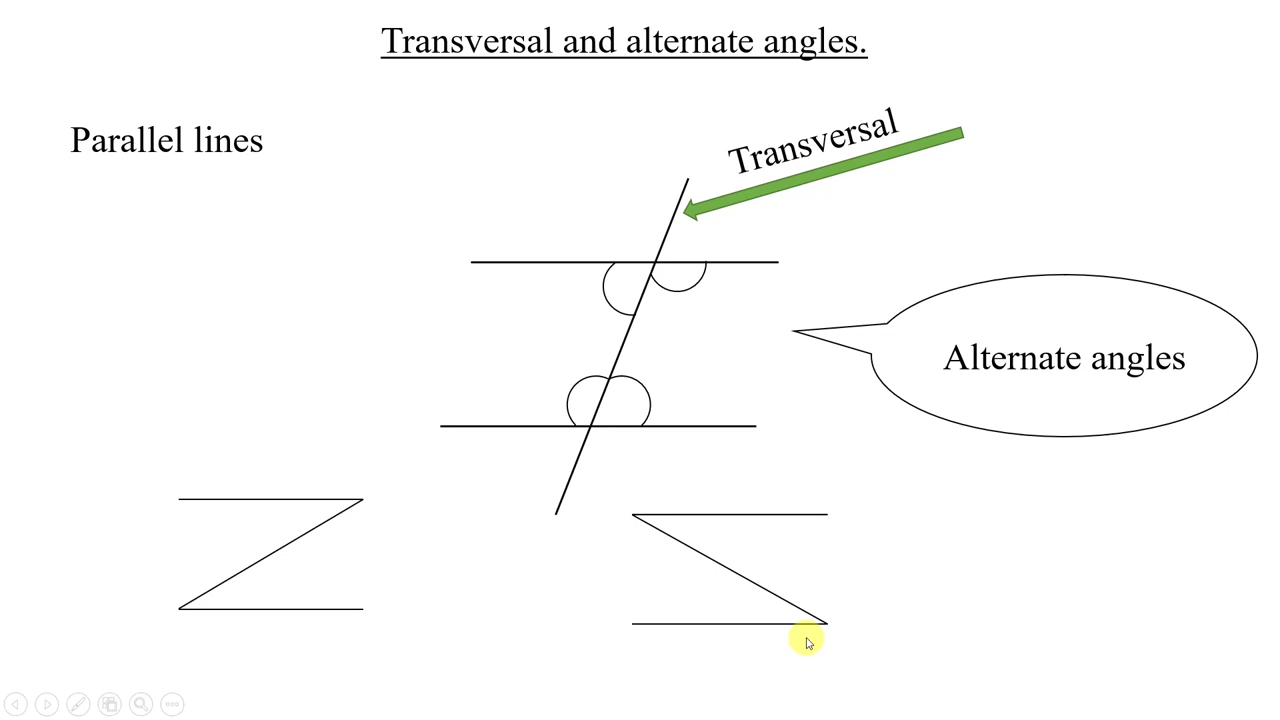 Transversal and alternate angles.
Parallel lines
Transversal
Alternate angles